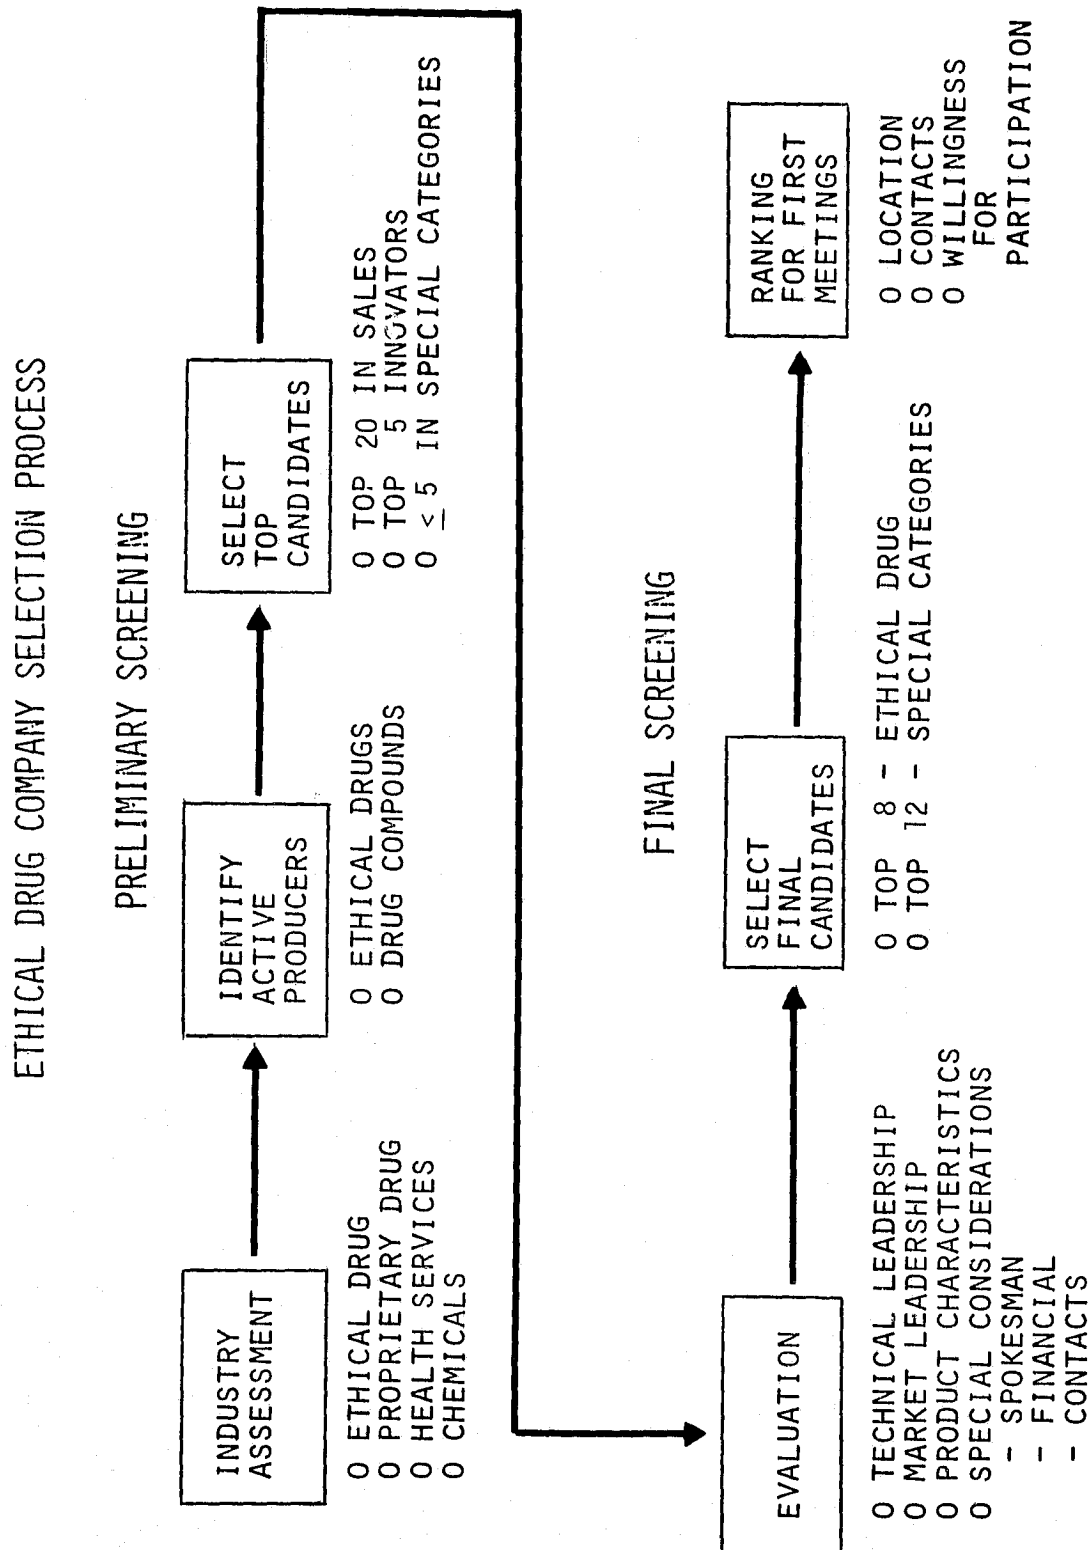 ETHICAL DRUG COMPANY SELECTION PROCESS
PRELIMINARY SCREENING
INDUSTRY
ASSESSMENT
O ETHICAL DRUG
O PROPRIETARY DRUG
O HEALTH SERVICES
O CHEMICALS
IDENTIFY
ACTIVE
PRODUCERS
O ETHICAL DRUGS
O DRUG COMPOUNDS
SELECT
TOP
CANDIDATES
O TOP 20 IN SALES
O TOP 5 INNOVATORS
O ≤ 5 IN SPECIAL CATEGORIES
FINAL SCREENING
EVALUATION
O TECHNICAL LEADERSHIP
O MARKET LEADERSHIP
O PRODUCT CHARACTERISTICS
O SPECIAL CONSIDERATIONS
- SPOKESMAN
- FINANCIAL
- CONTACTS
SELECT
FINAL
CANDIDATES
O TOP 8 - ETHICAL DRUG
O TOP 12 - SPECIAL CATEGORIES
RANKING
FOR FIRST
MEETINGS
O LOCATION
O CONTACTS
O WILLINGNESS
FOR
PARTICIPATION